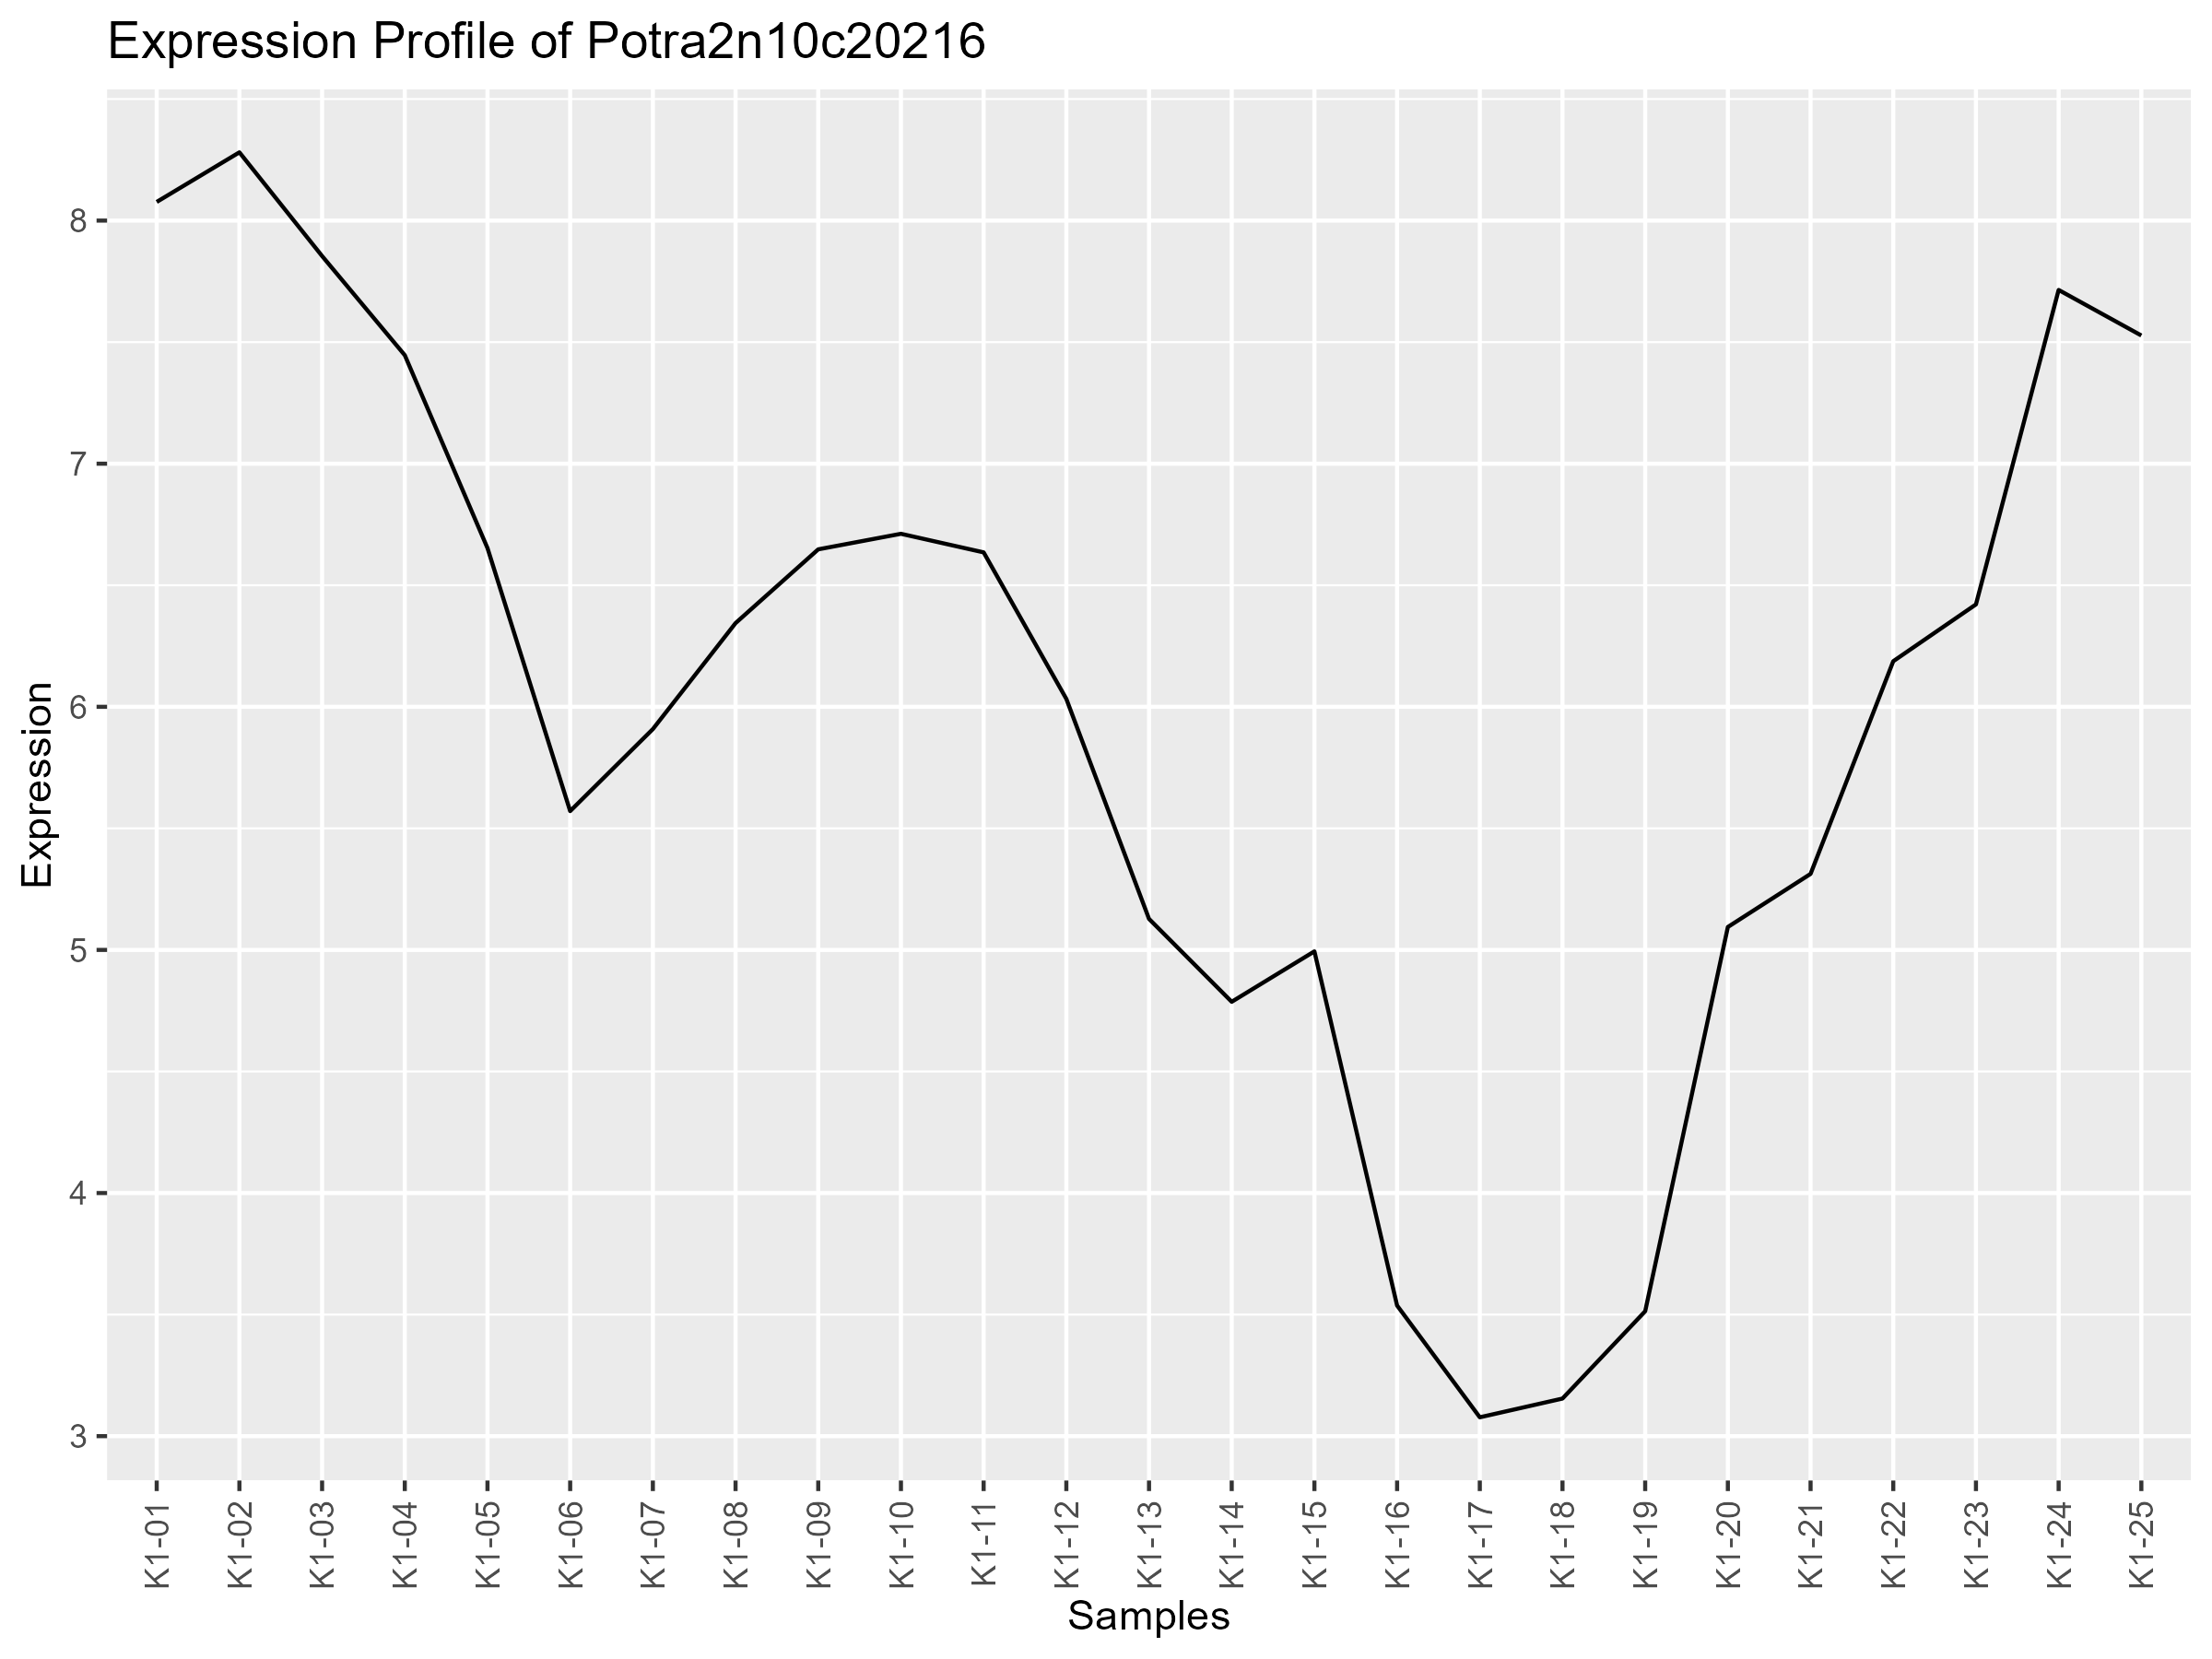 Expression Profile of Potra2n10c20216
Expression
8
7
6
5
4
3
K1-01
K1-02
K1-03
K1-04
K1-05
K1-06
K1-07
K1-08
K1-09
K1-10
K1-11
K1-12
K1-13
K1-14
K1-15
K1-16
K1-17
K1-18
K1-19
K1-20
K1-21
K1-22
K1-23
K1-24
K1-25
Samples